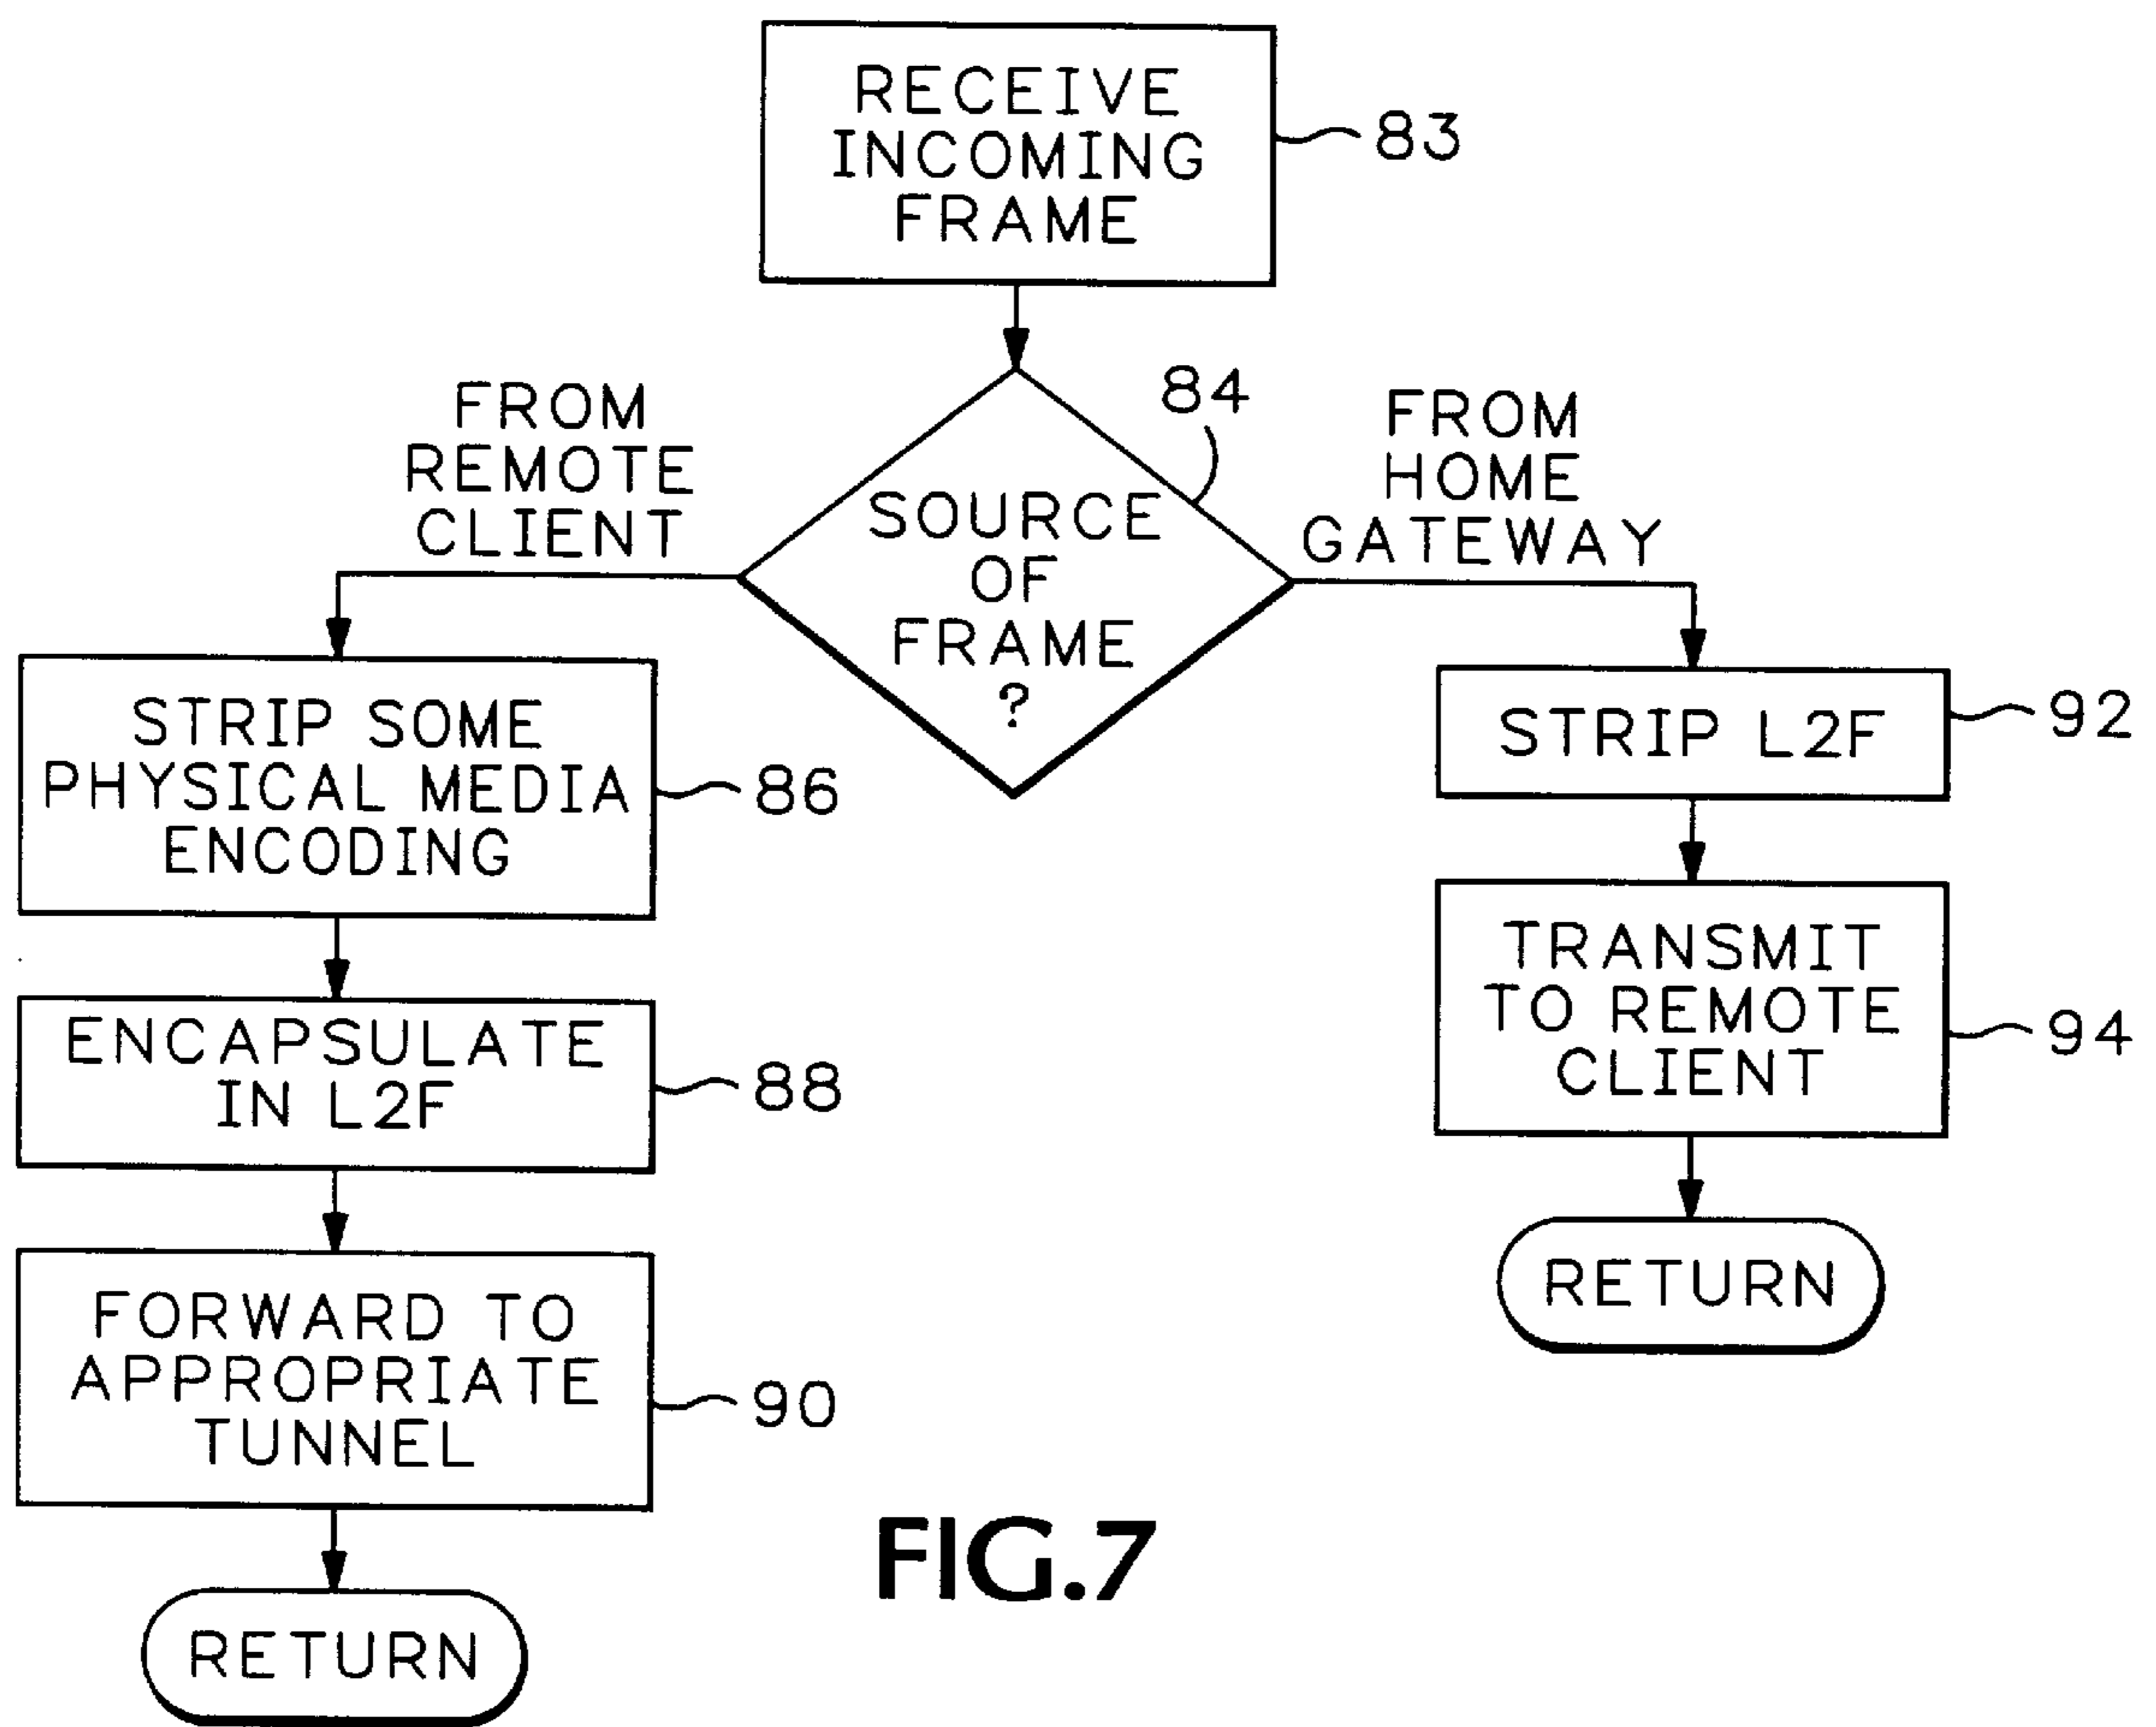 RECEIVE
INCOMING
FRAME
83
84
FROM
REMOTE
CLIENT
SOURCE
OF
FRAME
?
FROM
HOME
GATEWAY
STRIP SOME
PHYSICAL MEDIA
ENCODING
86
ENCAPSULATE
IN L2F
88
FORWARD TO
APPROPRIATE
TUNNEL
90
RETURN
STRIP L2F
92
TRANSMIT
TO REMOTE
CLIENT
94
RETURN
FIG.7